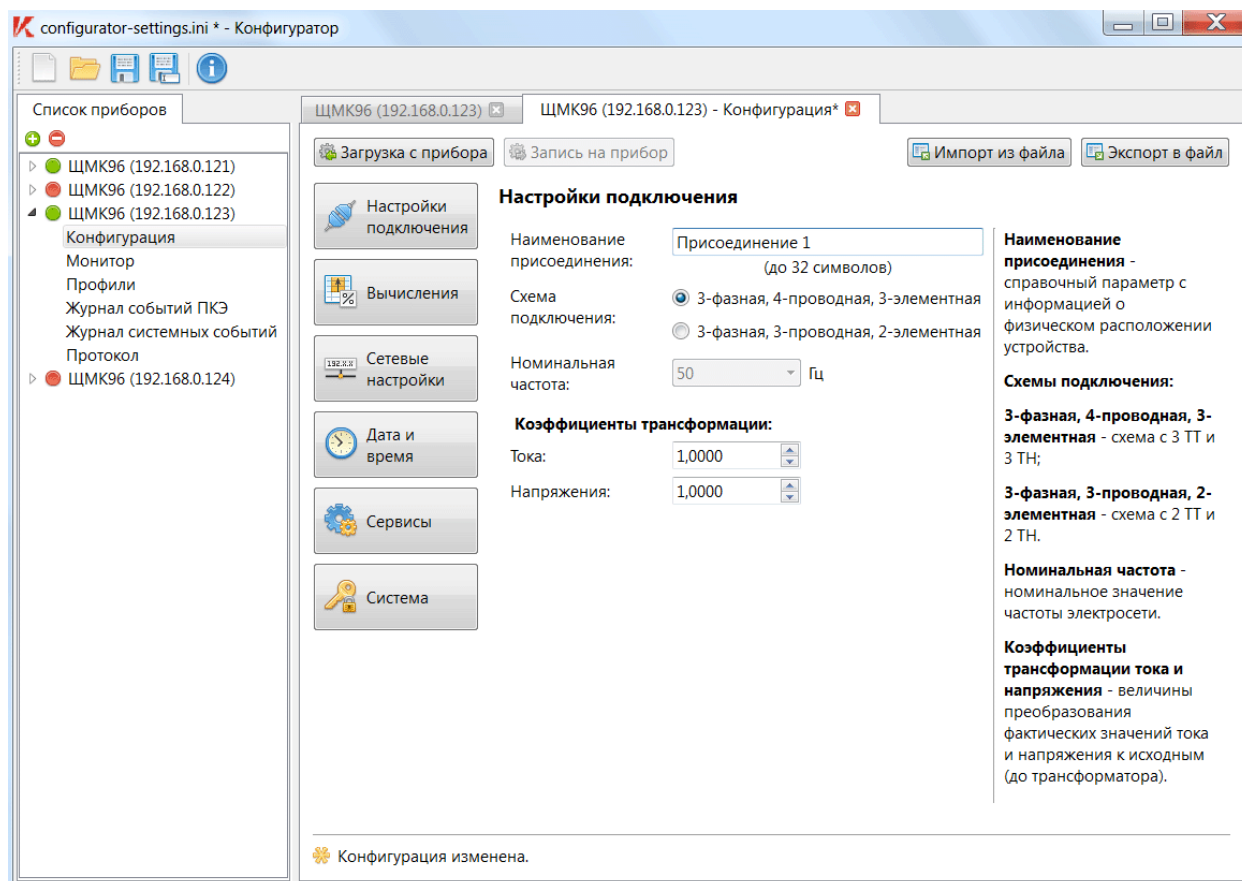 configurator-settings.ini * - Конфигуратор
Список приборов
ЩМК96 (192.168.0.121)
ЩМК96 (192.168.0.122)
ЩМК96 (192.168.0.123)
Конфигурация
Монитор
Профили
Журнал событий ПКЭ
Журнал системных событий
Протокол
ЩМК96 (192.168.0.124)
ЩМК96 (192.168.0.123)
ЩМК96 (192.168.0.123) - Конфигурация*
Загрузка с прибора
Запись на прибор
Импорт из файла
Экспорт в файл
Настройки
подключения
Вычисления
192.X.X
Сетевые
настройки
Дата и
время
Сервисы
Система
Настройки подключения
Наименование
присоединения:
Присоединение 1
(до 32 символов)
Схема
подключения:
3-фазная, 4-проводная, 3-элементная
3-фазная, 3-проводная, 2-элементная
Номинальная
частота:
50
Гц
Коэффициенты трансформации:
Тока:
1,0000
Напряжения:
1,0000
Наименование
присоединения -
справочный параметр с
информацией о
физическом расположении
устройства.
Схемы подключения:
3-фазная, 4-проводная, 3-
элементная - схема с 3 ТТ и
3 ТН;
3-фазная, 3-проводная, 2-
элементная - схема с 2 ТТ и
2 ТН.
Номинальная частота -
номинальное значение
частоты электросети.
Коэффициенты
трансформации тока и
напряжения - величины
преобразования
фактических значений тока
и напряжения к исходным
(до трансформатора).
Конфигурация изменена.